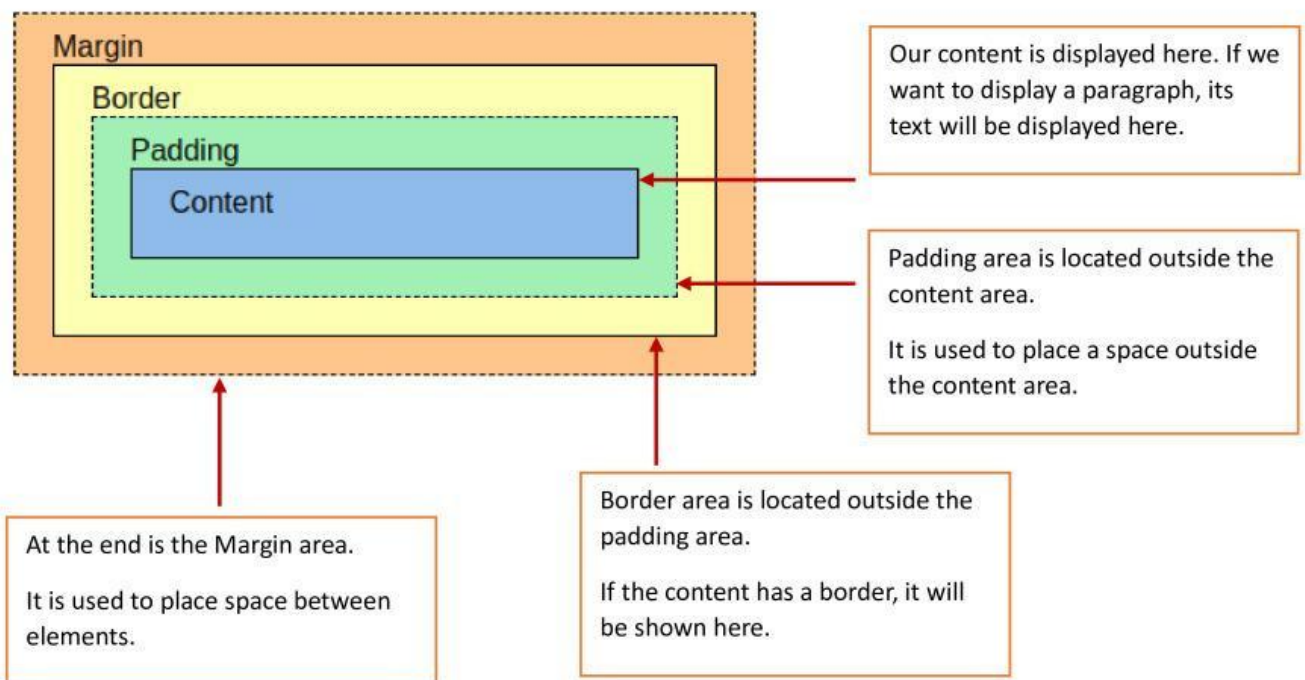 Margin
Border
Padding
Content
Our content is displayed here. If we
want to display a paragraph, its
text will be displayed here.
Padding area is located outside the
content area.
It is used to place a space outside
the content area.
Border area is located outside the
padding area.
If the content has a border, it will
be shown here.
At the end is the Margin area.
It is used to place space between
elements.